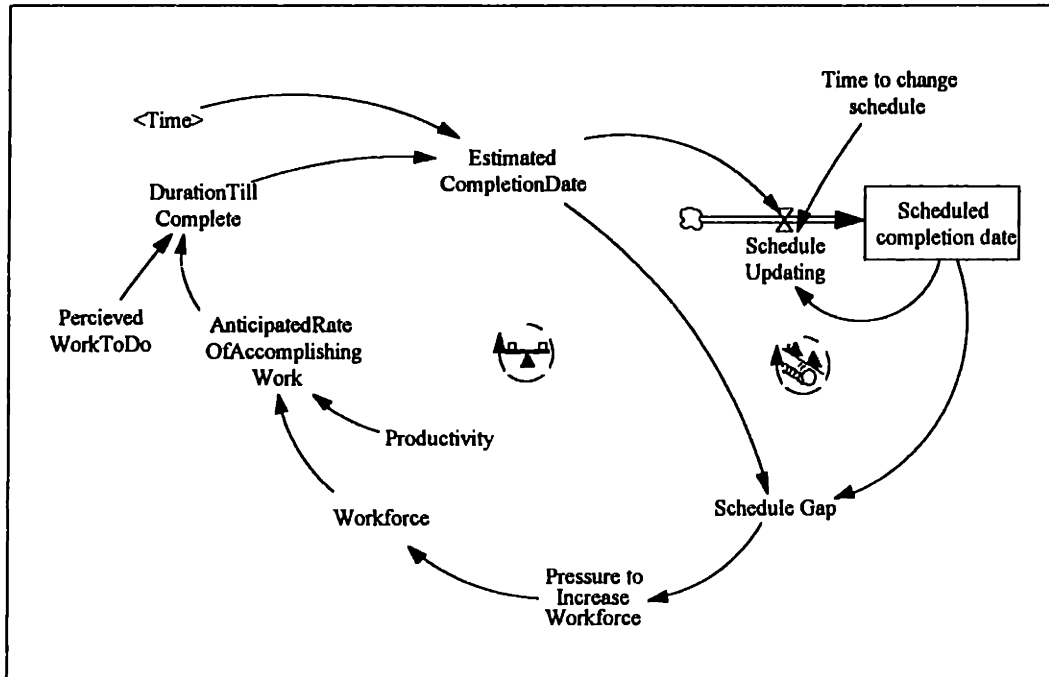 Time to change
schedule
<Time>
Estimated
CompletionDate
DurationTill
Complete
Scheduled
completion date
Schedule
Updating
Percieved
WorkToDo
AnticipatedRate
OfAccomplishing
Work
Productivity
Workforce
Schedule Gap
Pressure to
Increase
Workforce